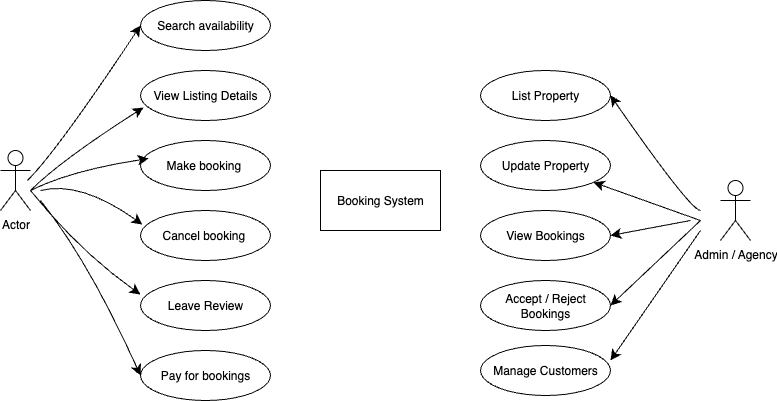 Search availability
View Listing Details
Make booking
Cancel booking
Leave Review
Pay for bookings
Actor
Booking System
List Property
Update Property
View Bookings
Accept / Reject
Bookings
Manage Customers
Admin / Agency